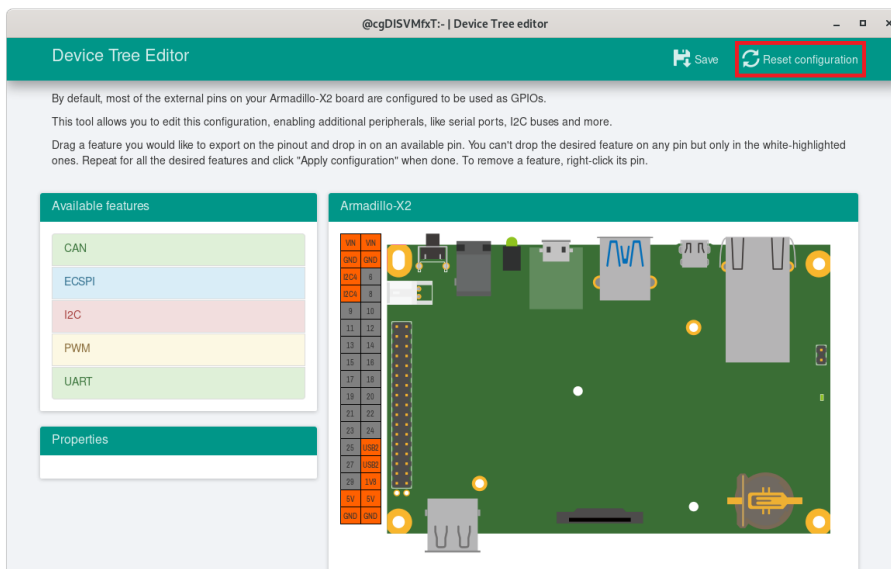 @cgDISVMfxT:- | Device Tree editor
Device Tree Editor
Save
Reset configuration
By default, most of the external pins on your Armadillo-X2 board are configured to be used as GPIOs.
This tool allows you to edit this configuration, enabling additional peripherals, like serial ports, I2C buses and more.
Drag a feature you would like to export on the pinout and drop in on an available pin. You can't drop the desired feature on any pin but only in the white-highlighted
ones. Repeat for all the desired features and click "Apply configuration" when done. To remove a feature, right-click its pin.
Available features
CAN
ECSPI
I2C
PWM
UART
Properties
Armadillo-X2
VIN VIN
GND GND
I2C4 6
I2C4 8
9 10
11 12
13 14
15 16
17 18
19 20
21 22
23 24
25 USB2
27 USB2
29 1V8
5V 5V
GND GND